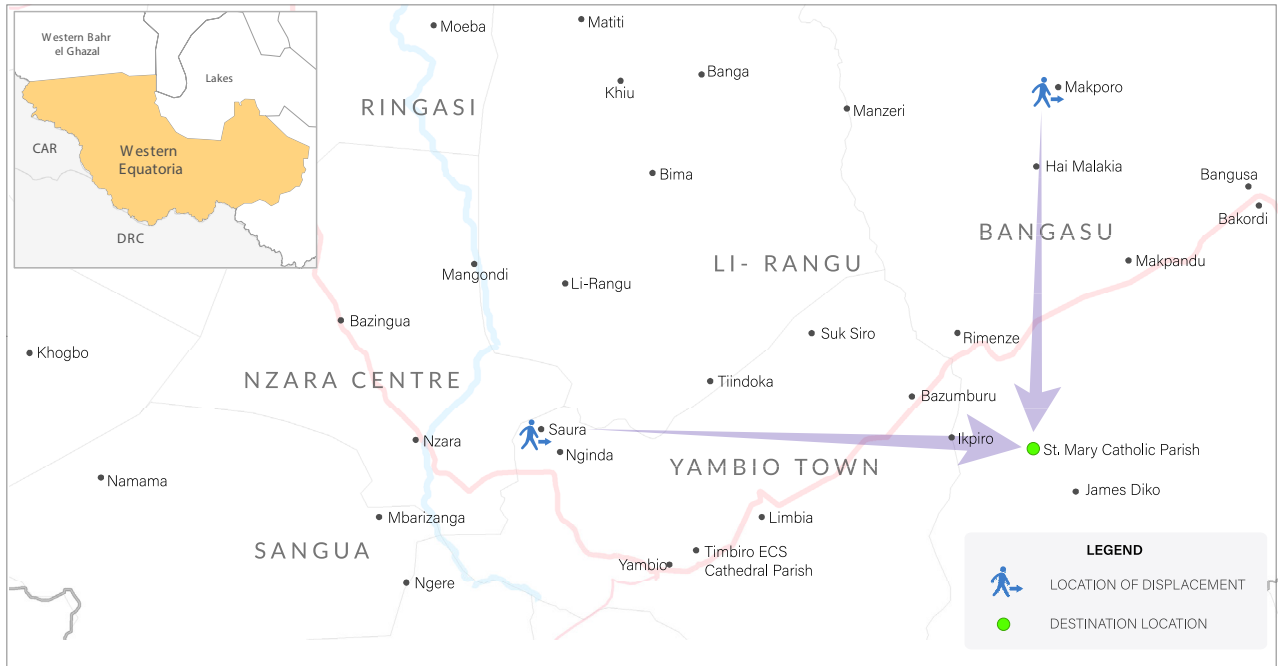 Western Bahr
el Ghazal
Lakes
CAR
Western
Equatoria
DRC
Moeba
Matiti
Banga
Khiu
Makporo
RINGASI
Manzeri
Bima
Hai Malakia
Bangusa
Bakordi
BANGASU
Makpandu
LI- RANGU
Mangondi
Li-Rangu
Bazingua
Suk Siro
Rimenze
Khogbo
NZARA CENTRE
Tiindoka
Bazumburu
Saura
Nzara
Nginda
Ikpiro
St. Mary Catholic Parish
YAMBIO TOWN
Namama
James Diko
Mbarizanga
Limbia
SANGUA
Timbiro ECS
Cathedral Parish
Yambio
Ngere
LEGEND
LOCATION OF DISPLACEMENT
DESTINATION LOCATION